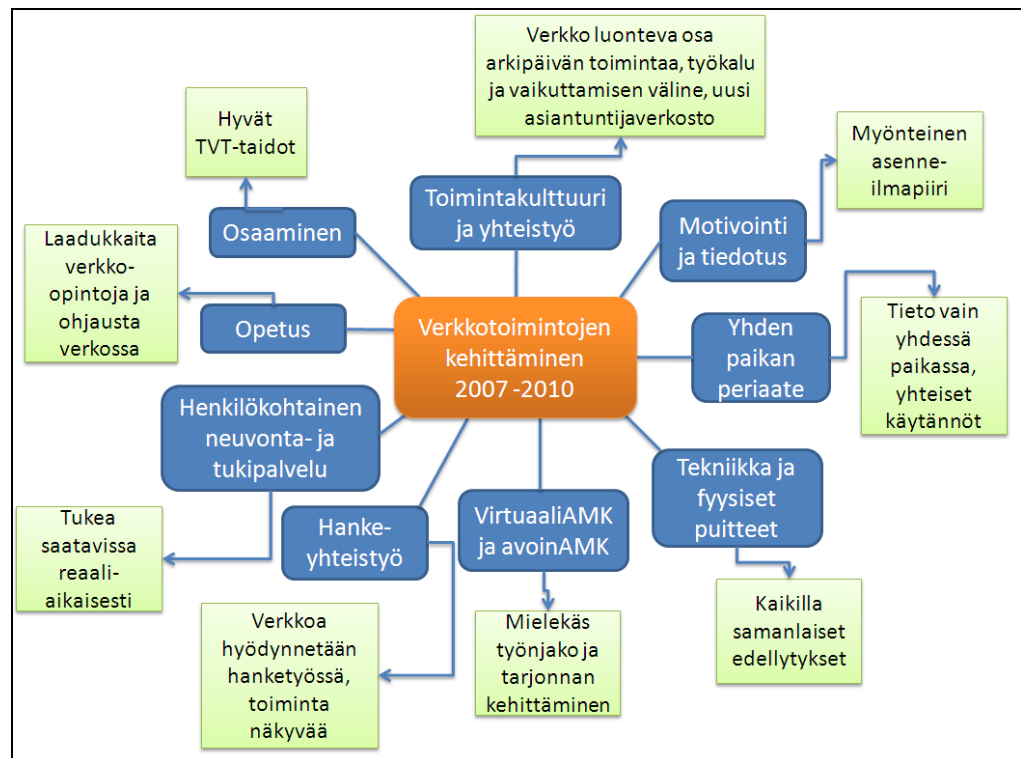 Verkko luonteva osa
arkipäivän toimintaa, työkalu
ja vaikuttamisen väline, uusi
asiantuntijaverkosto
Hyvät
TVT-taidot
Myönteinen
asenne-
ilmapiiri
Toimintakulttuuri
ja yhteistyö
Osaaminen
Motivointi
ja tiedotus
Laadukkaita
verkko-
opintoja ja
ohjausta
verkossa
Opetus
Verkkotoimintojen
kehittäminen
2007 -2010
Yhden
paikan
periaate
Tieto vain
yhdessä
paikassa,
yhteiset
käytännöt
Henkilökohtainen
neuvonta- ja
tukipalvelu
Tekniikka ja
fyysiset
puitteet
Hanke-
yhteistyö
VirtuaaliAMK
ja avoinAMK
Tukea
saatavissa
reaali-
aikaisesti
Kaikilla
samanlaiset
edellytykset
Verkkoa
hyödynnetään
hanketyössä,
toiminta
näkyvää
Mielekäs
työnjako ja
tarjonnan
kehittäminen